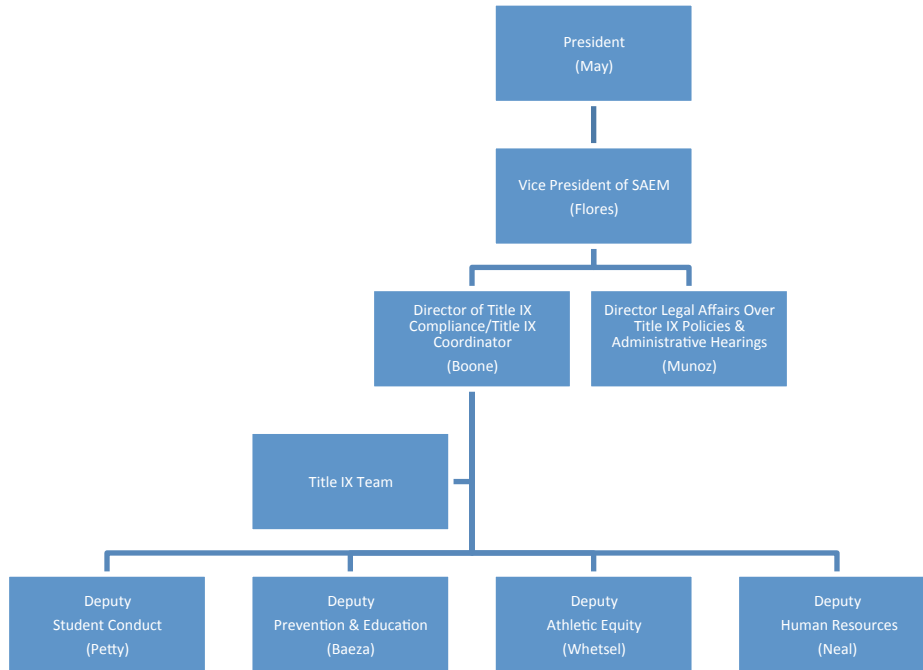 President
(May)
Vice President of SAEM
(Flores)
Director of Title IX
Compliance/Title IX
Coordinator
(Boone)
Director Legal Affairs Over
Title IX Policies &
Administrative Hearings
(Munoz)
Title IX Team
Deputy
Student Conduct
(Petty)
Deputy
Prevention & Education
(Baeza)
Deputy
Athletic Equity
(Whetsel)
Deputy
Human Resources
(Neal)